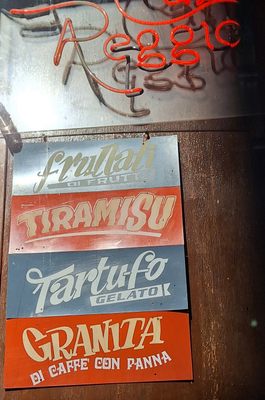 Reggio
frullati
DI FRUTTA
TIRAMISU
Tartufo
GELATO
GRANITA
DI CAFFE CON PANNA